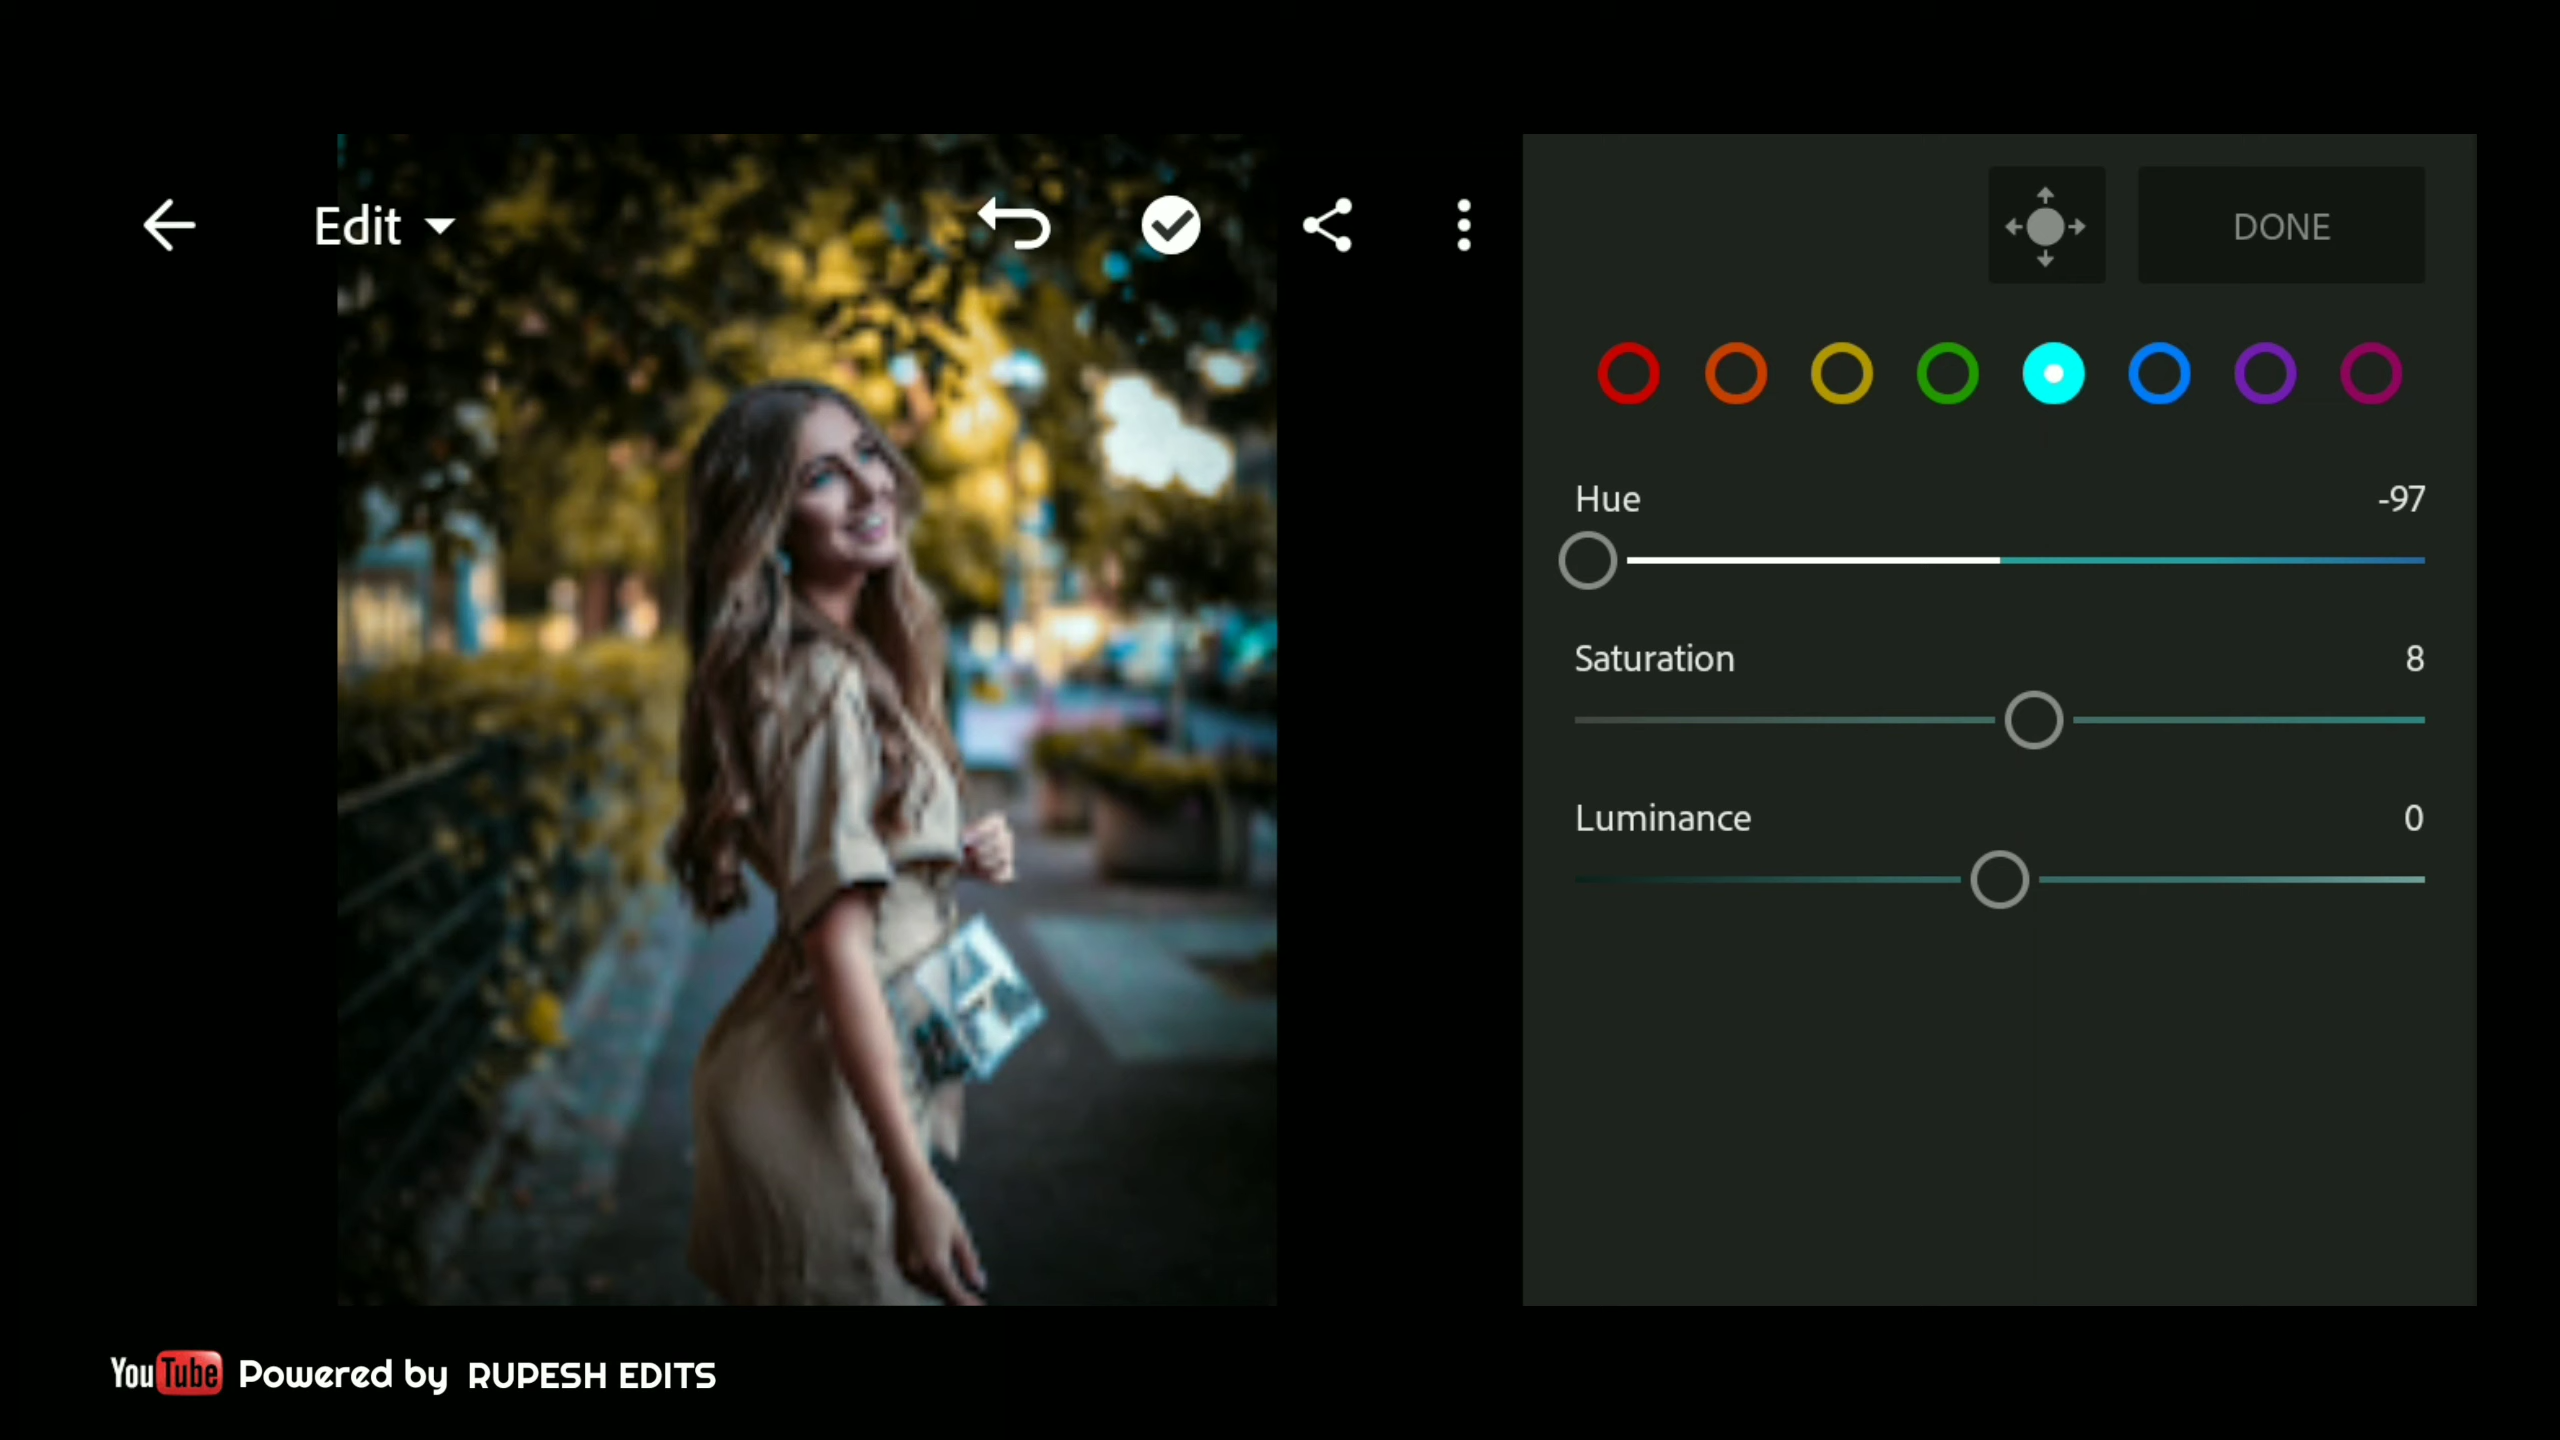 Edit
DONE
Hue -97
Saturation 8
Luminance 0
YouTube Powered by RUPESH EDITS